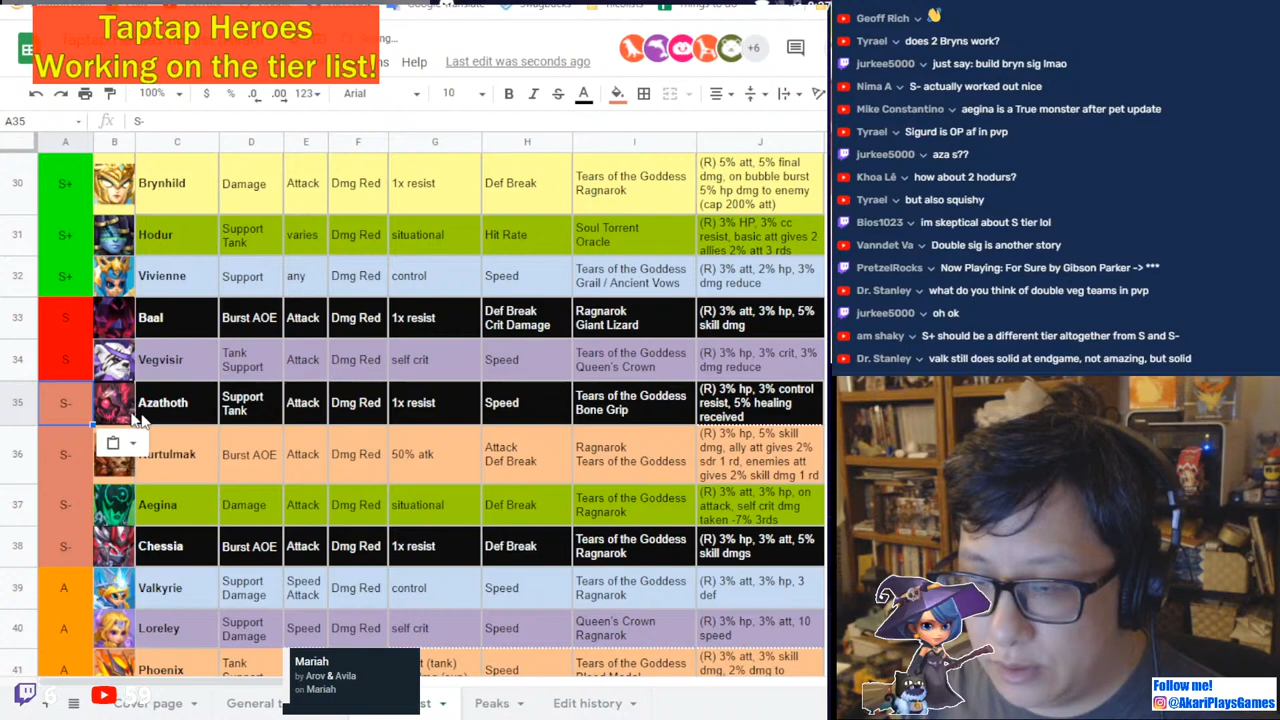 Taptap Heroes
Working on the tier list!
Google Translate
Swagbucks
Things to do
Saving...
Help
Last edit was seconds ago
+6
100%
$
%
.0
.00
123
Arial
10
B
I
S
A
A35
fx
S-
A
B
C
D
E
F
G
H
I
J
30
S+
Brynhild
Damage
Attack
Dmg Red
1x resist
Def Break
Tears of the Goddess
Ragnarok
(R) 5% att, 5% final
dmg, on bubble burst
5% hp dmg to enemy
(cap 200% att)
31
S+
Hodur
Support
Tank
varies
Dmg Red
situational
Hit Rate
Soul Torrent
Oracle
(R) 3% HP, 3% cc
resist, basic att gives 2
allies 2% att 3 rds
32
S+
Vivienne
Support
any
Dmg Red
control
Speed
Tears of the Goddess
Grail / Ancient Vows
(R) 3% att, 2% hp, 3%
dmg reduce
33
S
Baal
Burst AOE
Attack
Dmg Red
1x resist
Def Break
Crit Damage
Ragnarok
Giant Lizard
(R) 3% att, 3% hp, 5%
skill dmg
34
S
Vegvisir
Tank
Support
Attack
Dmg Red
self crit
Speed
Tears of the Goddess
Queen's Crown
(R) 3% hp, 3% crit, 3%
dmg reduce
35
S-
Azathoth
Support
Tank
Attack
Dmg Red
1x resist
Speed
Tears of the Goddess
Bone Grip
(R) 3% hp, 3% control
resist, 5% healing
received
S-
Burst AOE
Attack
Dmg Red
50% atk
Attack
Def Break
Ragnarok
Tears of the Goddess
(R) 3% hp, 5% skill
dmg, ally att gives 2%
sdr 1 rd, enemies att
gives 2% skill dmg 1 rd
S-
Aegina
Damage
Attack
Dmg Red
situational
Speed
Tears of the Goddess
Ragnarok
(R) 3% att, 3% hp, on
attack, self crit dmg
taken -7% 3rds
38
S-
Chessia
Burst AOE
Attack
Dmg Red
1x resist
Def Break
Tears of the Goddess
Ragnarok
(R) 3% hp, 3% att, 5%
skill dmgs
39
A
Valkyrie
Support
Damage
Speed
Attack
Dmg Red
control
Speed
Tears of the Goddess
Ragnarok
(R) 3% att, 3% hp, 3
def
40
A
Loreley
Support
Damage
Speed
Dmg Red
self crit
Speed
Queen's Crown
Ragnarok
(R) 3% hp, 3% att, 10
speed
41
A
Phoenix
Tank
(tank)
Speed
Tears of the Goddess
(R) 3% att, 3% skill
dmg, 2% dmg to
Mariah
by Arov & Avila
on Mariah
6
59
Cover page
General t
st
Peaks
Edit history
Geoff Rich
Tyrael does 2 Bryns work?
jurkee5000 just say: build bryn sig lmao
Nima A S- actually worked out nice
Mike Constantino aegina is a True monster after pet update
Tyrael Sigurd is OP af in pvp
jurkee5000 aza s??
Khoa Lê how about 2 hodurs?
Tyrael but also squishy
Bios1023 im skeptical about S tier lol
Vanndet Va Double sig is another story
PretzelRocks Now Playing: For Sure by Gibson Parker -> ***
Dr. Stanley what do you think of double veg teams in pvp
jurkee5000 oh ok
am shaky S+ should be a different tier altogether from S and S-
Dr. Stanley valk still does solid at endgame, not amazing, but solid
Follow me!
@AkariPlaysGames